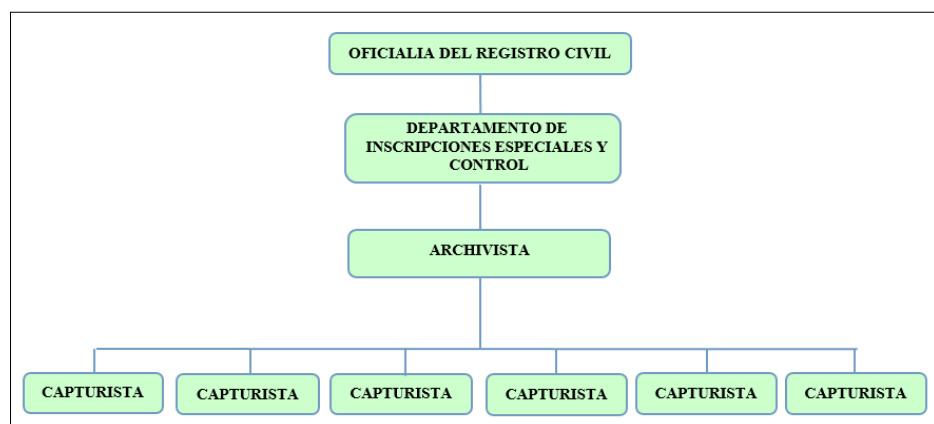 OFICIALIA DEL REGISTRO CIVIL
DEPARTAMENTO DE
INSCRIPCIONES ESPECIALES Y
CONTROL
ARCHIVISTA
CAPTURISTA
CAPTURISTA
CAPTURISTA
CAPTURISTA
CAPTURISTA
CAPTURISTA